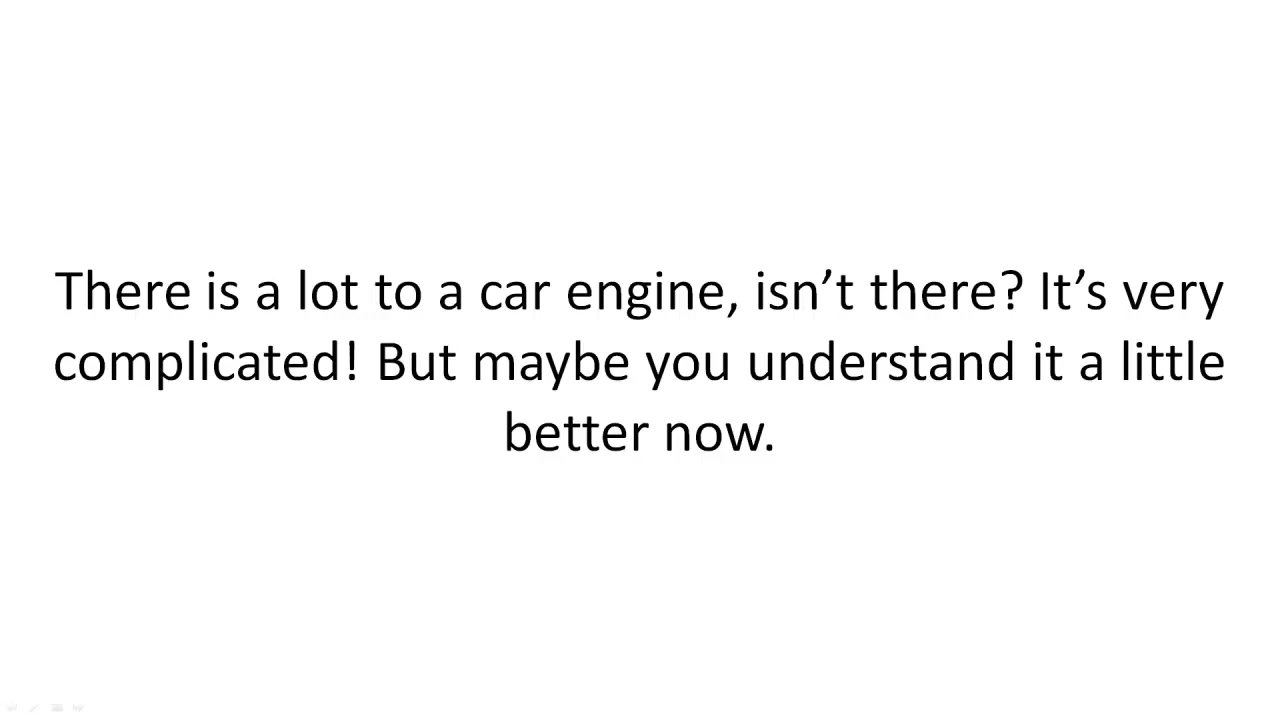 There is a lot to a car engine, isn’t there? It’s very
complicated! But maybe you understand it a little
better now.